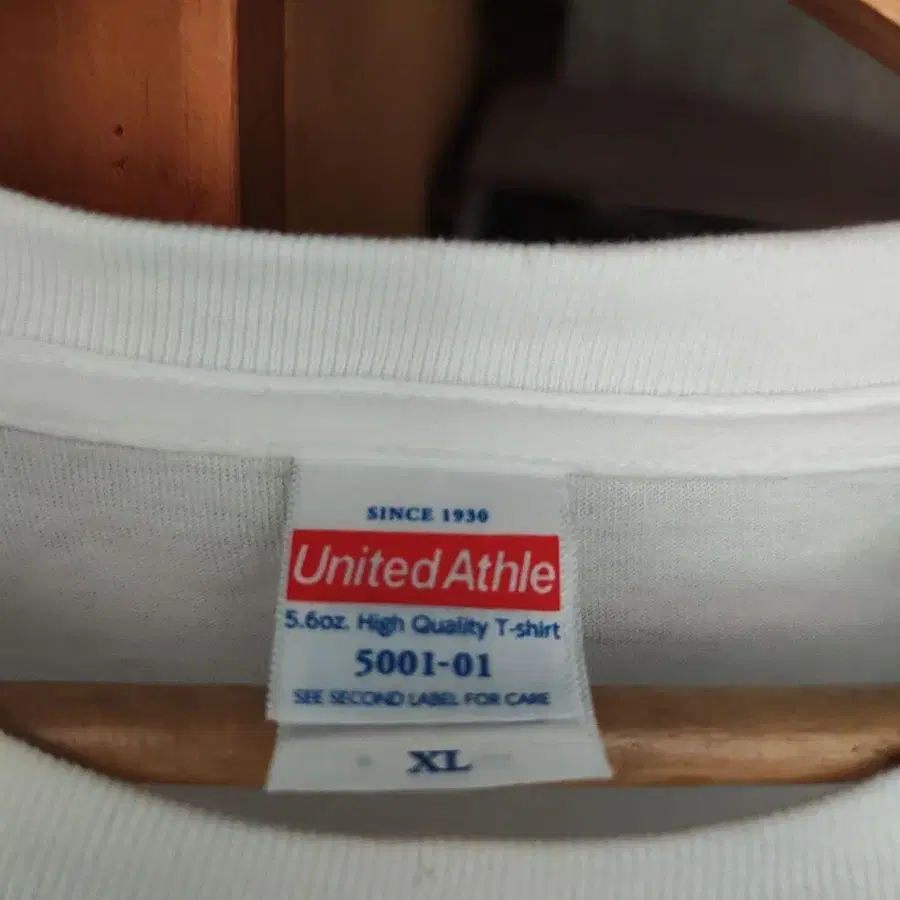 SINCE 1930
United Athle
5.6oz. High Quality T-shirt
5001-01
SEE SECOND LABEL FOR CARE
XL